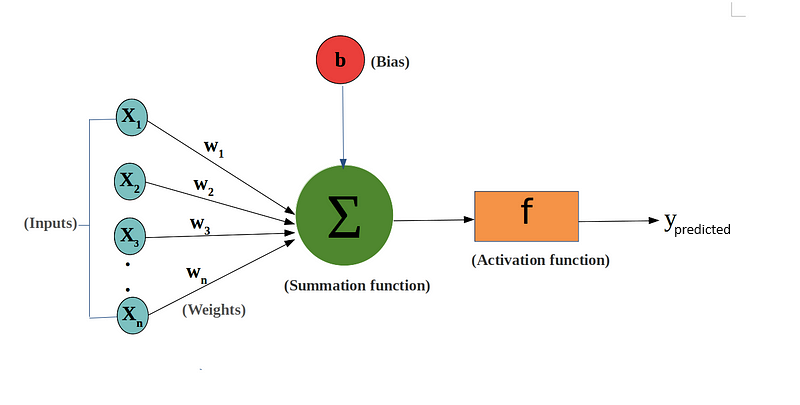 b (Bias)
X1
w1
X2
w2
(Inputs)
X3
w3
Σ
f
ypredicted
wn
Xn
(Weights)
(Summation function)
(Activation function)